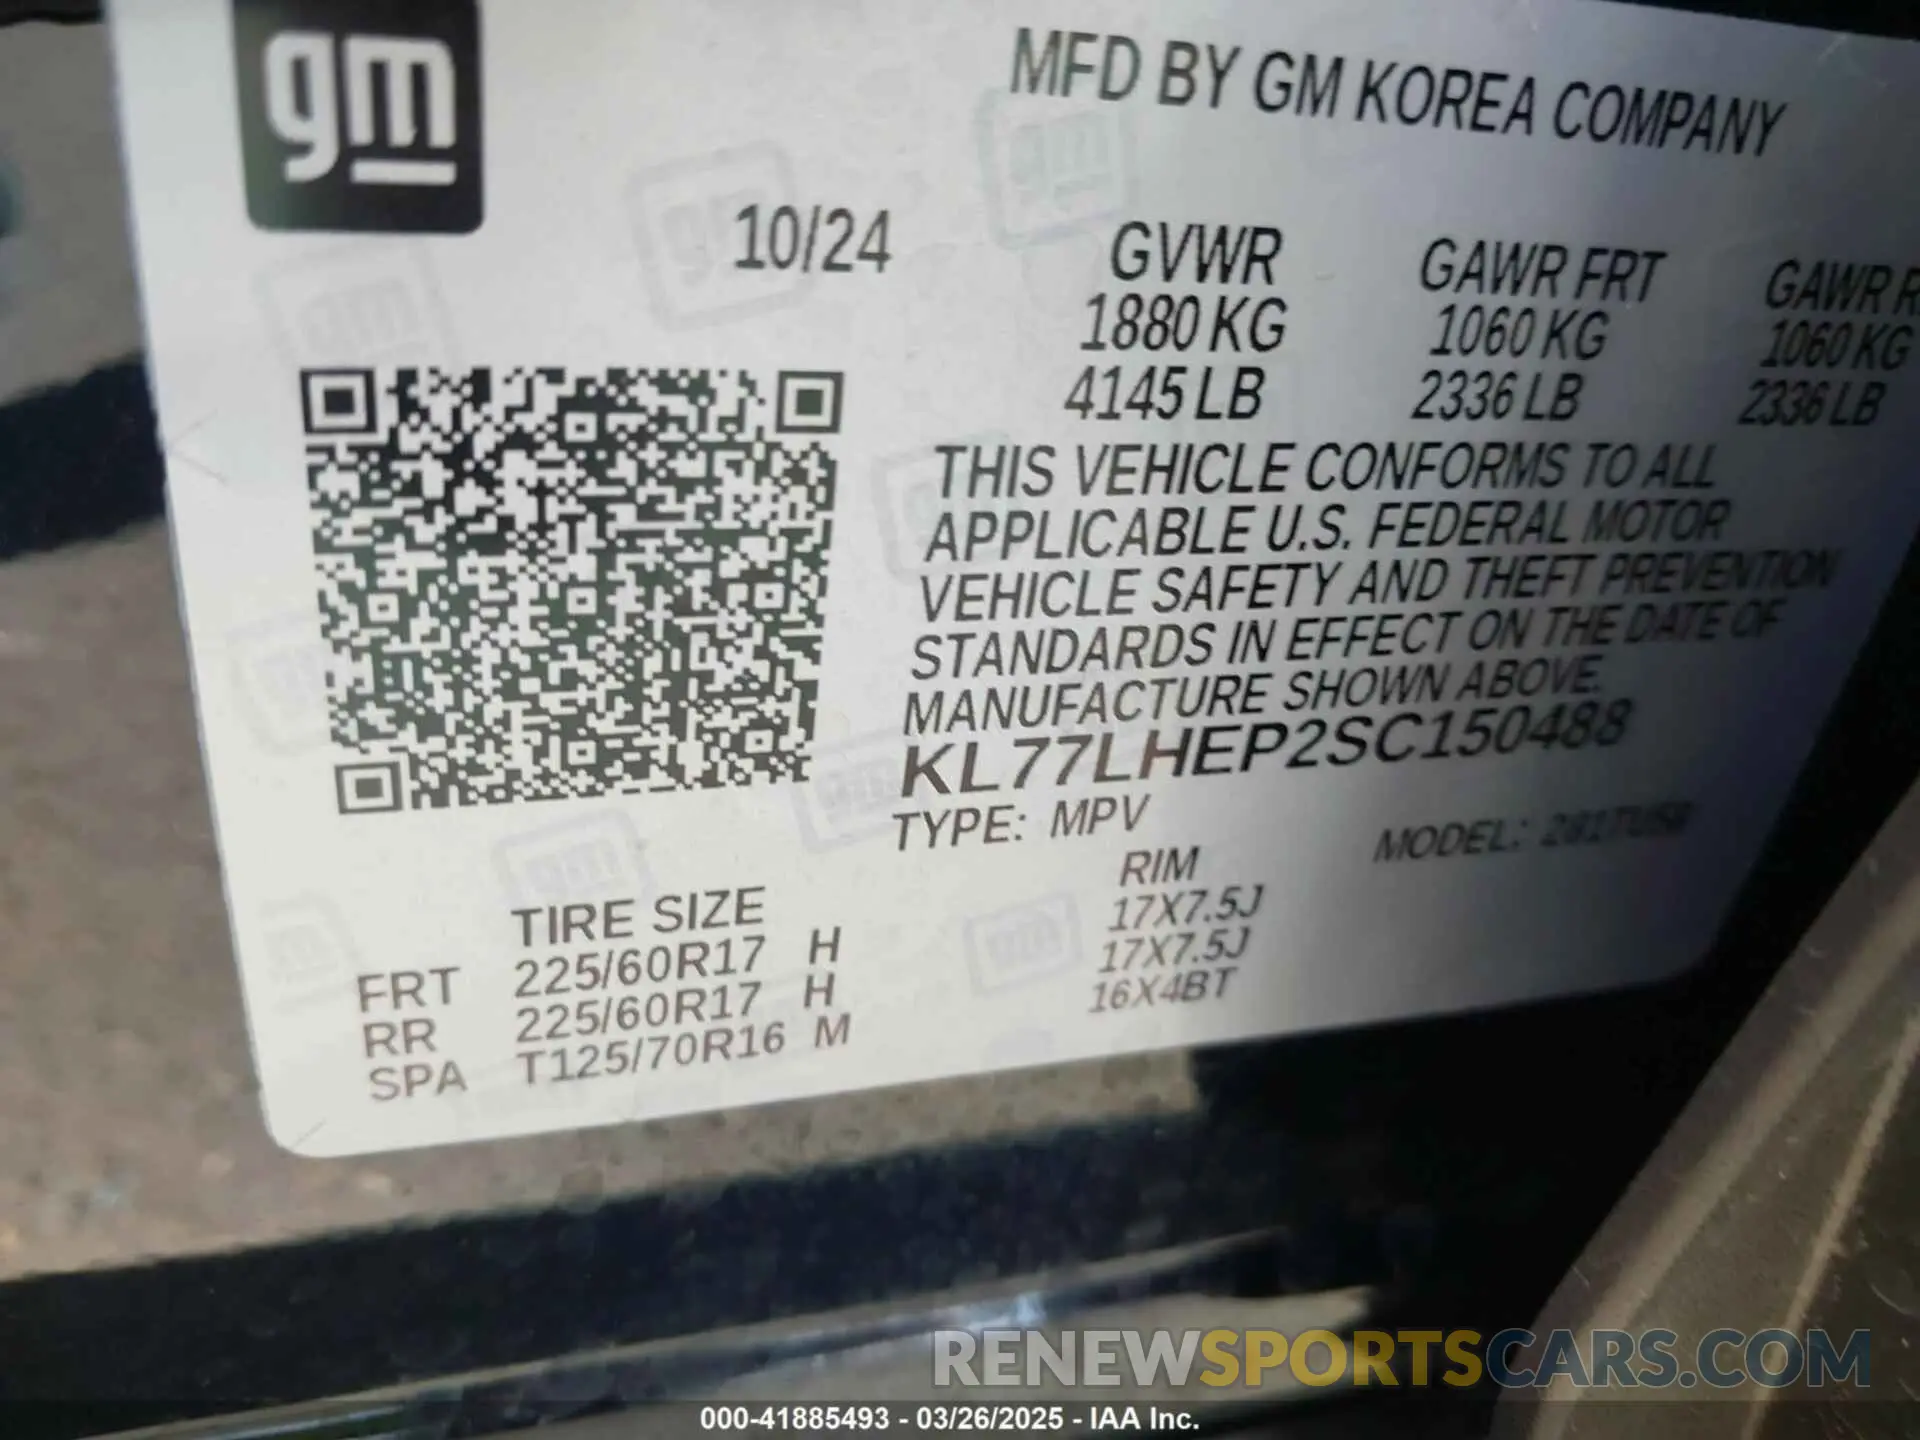 gm
MFD BY GM KOREA COMPANY
10/24
GVWR GAWR FRT GAWR
1880 KG 1060 KG 1060 KG
4145 LB 2336 LB 2336 LB
THIS VEHICLE CONFORMS TO ALL
APPLICABLE U.S. FEDERAL MOTOR
VEHICLE SAFETY AND THEFT PREVENTION
STANDARDS IN EFFECT ON THE DATE OF
MANUFACTURE SHOWN ABOVE.
KL77LHEP2SC150488
TYPE: MPV MODEL:
TIRE SIZE RIM
FRT 225/60R17 H 17X7.5J
RR 225/60R17 H 17X7.5J
SPA T125/70R16 M 16X4BT
RENEWSPORTSCARS.COM
000-41885493 - 03/26/2025 - IAA Inc.